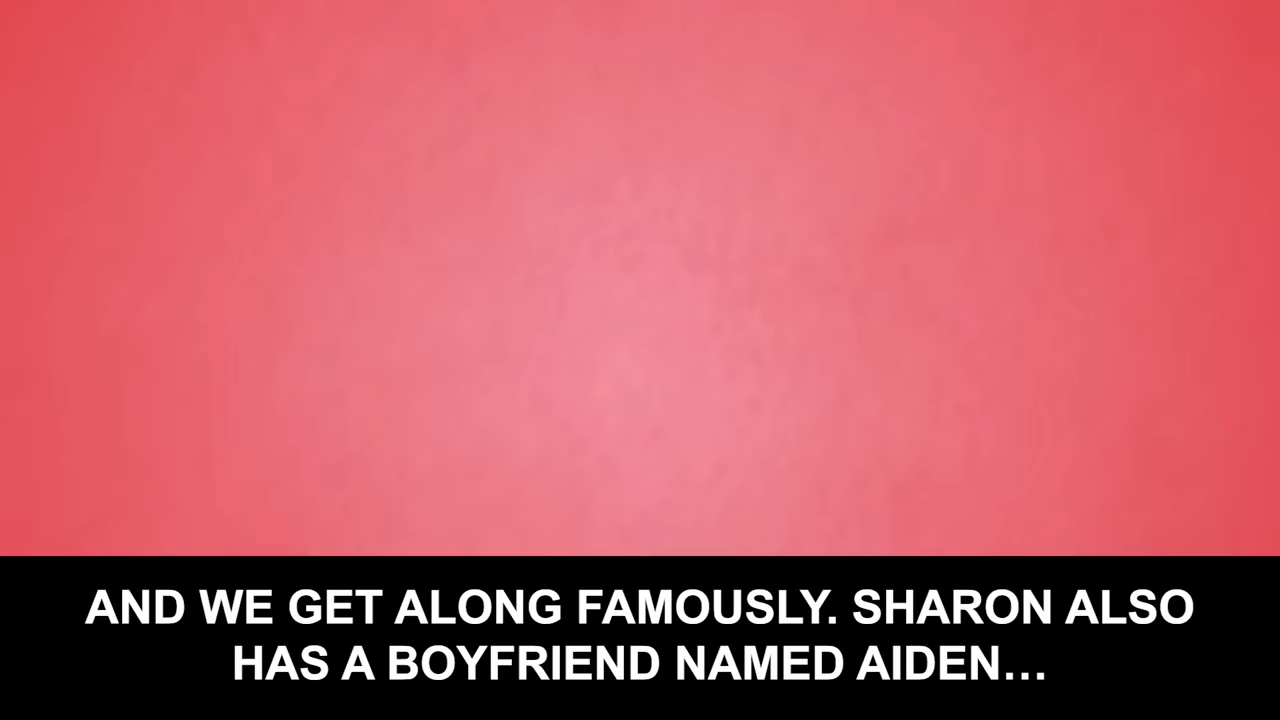 AND WE GET ALONG FAMOUSLY. SHARON ALSO
HAS A BOYFRIEND NAMED AIDEN…